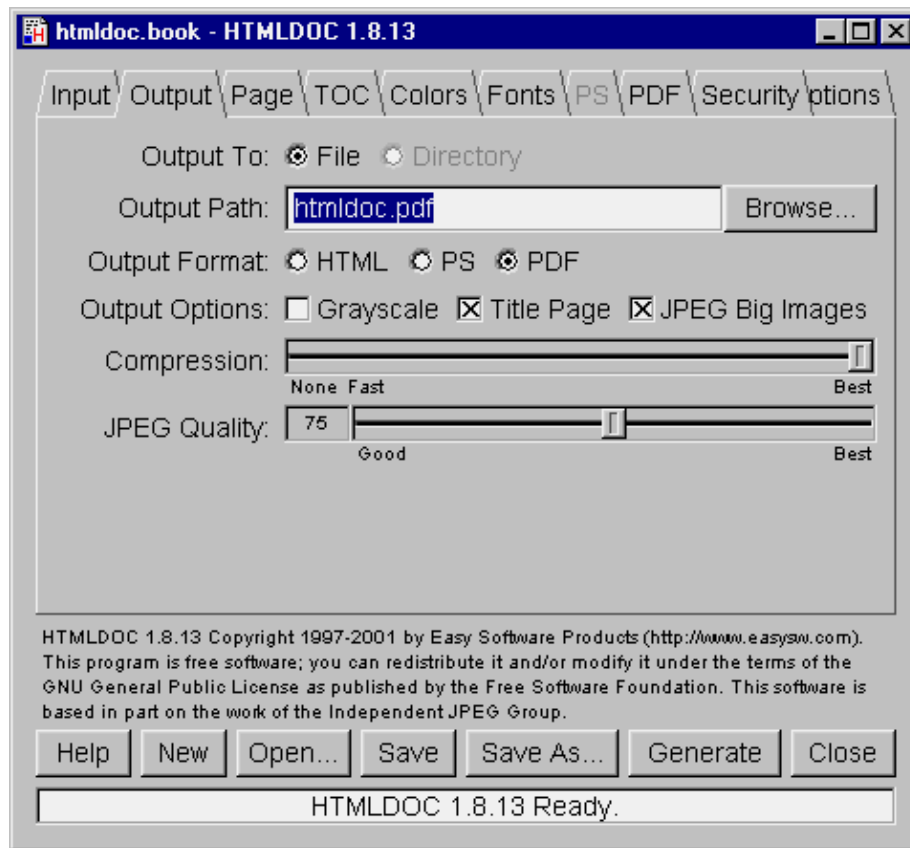 htmldoc.book - HTMLDOC 1.8.13
Input Output Page TOC Colors Fonts PS PDF Security ptions
Output To: File Directory
Output Path: htmldoc.pdf Browse...
Output Format: HTML PS PDF
Output Options: Grayscale Title Page JPEG Big Images
Compression:
None Fast Best
JPEG Quality: 75
Good Best
HTMLDOC 1.8.13 Copyright 1997-2001 by Easy Software Products (http://www.easysw.com).
This program is free software; you can redistribute it and/or modify it under the terms of the
GNU General Public License as published by the Free Software Foundation. This software is
based in part on the work of the Independent JPEG Group.
Help New Open... Save Save As... Generate Close
HTMLDOC 1.8.13 Ready.